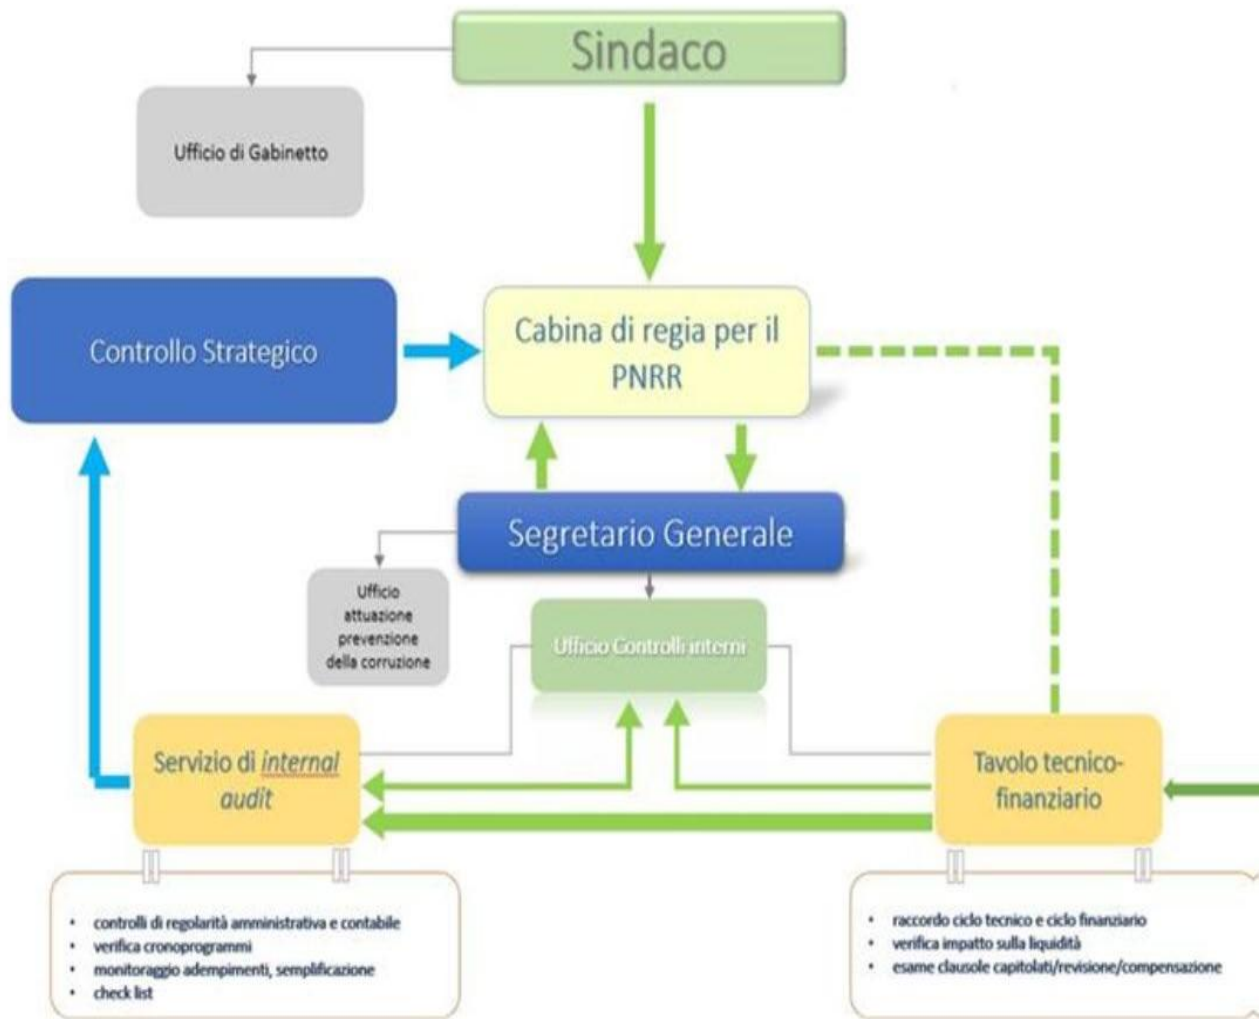 Sindaco
Ufficio di Gabinetto
Controllo Strategico
Cabina di regia per il
PNRR
Segretario Generale
Ufficio
attuazione
prevenzione
della corruzione
Ufficio Controlli interni
Servizio di internal
audit
Tavolo tecnico-
finanziario
• controlli di regolarità amministrativa e contabile
• verifica cronoprogrammi
• monitoraggio adempimenti, semplificazione
• check list
• raccordo ciclo tecnico e ciclo finanziario
• verifica impatto sulla liquidità
• esame clausole capitolati/revisione/compensazione